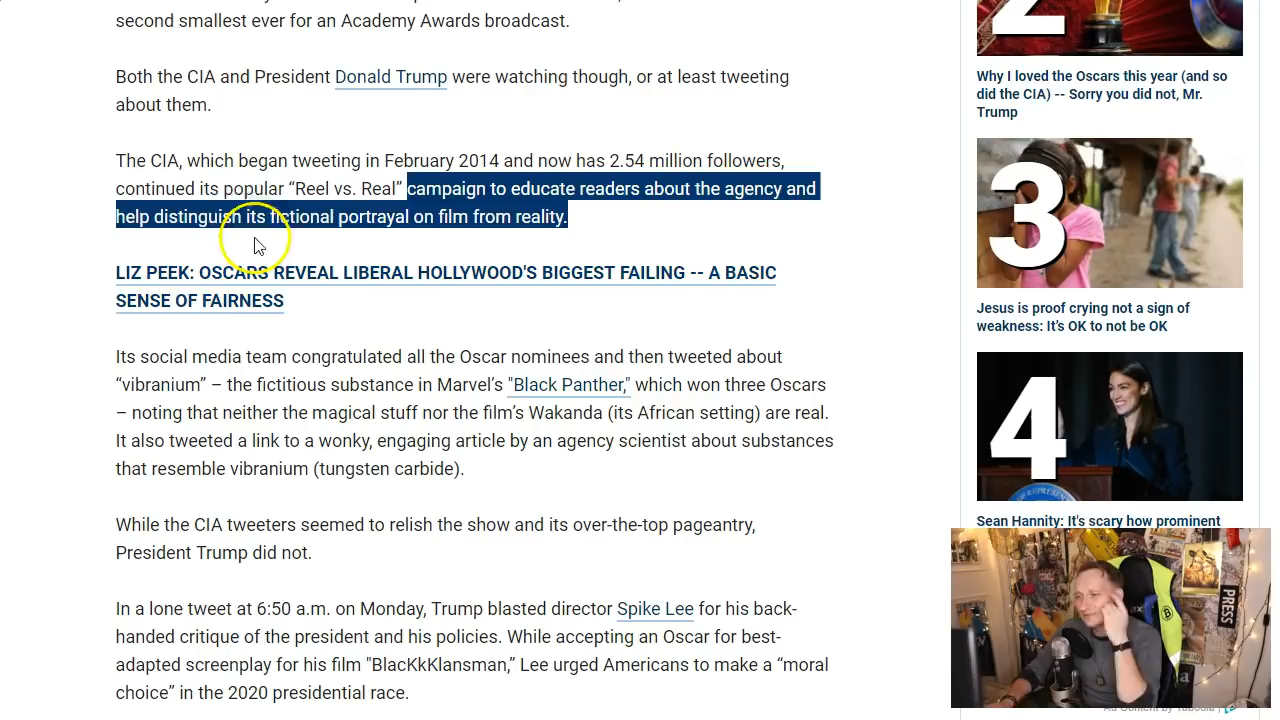 second smallest ever for an Academy Awards broadcast.
Both the CIA and President Donald Trump were watching though, or at least tweeting
about them.
The CIA, which began tweeting in February 2014 and now has 2.54 million followers,
continued its popular “Reel vs. Real” campaign to educate readers about the agency and
help distinguish its fictional portrayal on film from reality.
LIZ PEEK: OSCARS REVEAL LIBERAL HOLLYWOOD'S BIGGEST FAILING -- A BASIC
SENSE OF FAIRNESS
Its social media team congratulated all the Oscar nominees and then tweeted about
“vibranium” – the fictitious substance in Marvel’s "Black Panther," which won three Oscars
– noting that neither the magical stuff nor the film’s Wakanda (its African setting) are real.
It also tweeted a link to a wonky, engaging article by an agency scientist about substances
that resemble vibranium (tungsten carbide).
While the CIA tweeters seemed to relish the show and its over-the-top pageantry,
President Trump did not.
In a lone tweet at 6:50 a.m. on Monday, Trump blasted director Spike Lee for his back-
handed critique of the president and his policies. While accepting an Oscar for best-
adapted screenplay for his film "BlacKkKlansman,” Lee urged Americans to make a “moral
choice” in the 2020 presidential race.
2
Why I loved the Oscars this year (and so
did the CIA) -- Sorry you did not, Mr.
Trump
3
Jesus is proof crying not a sign of
weakness: It’s OK to not be OK
4
Sean Hannity: It's scary how prominent
PRESS